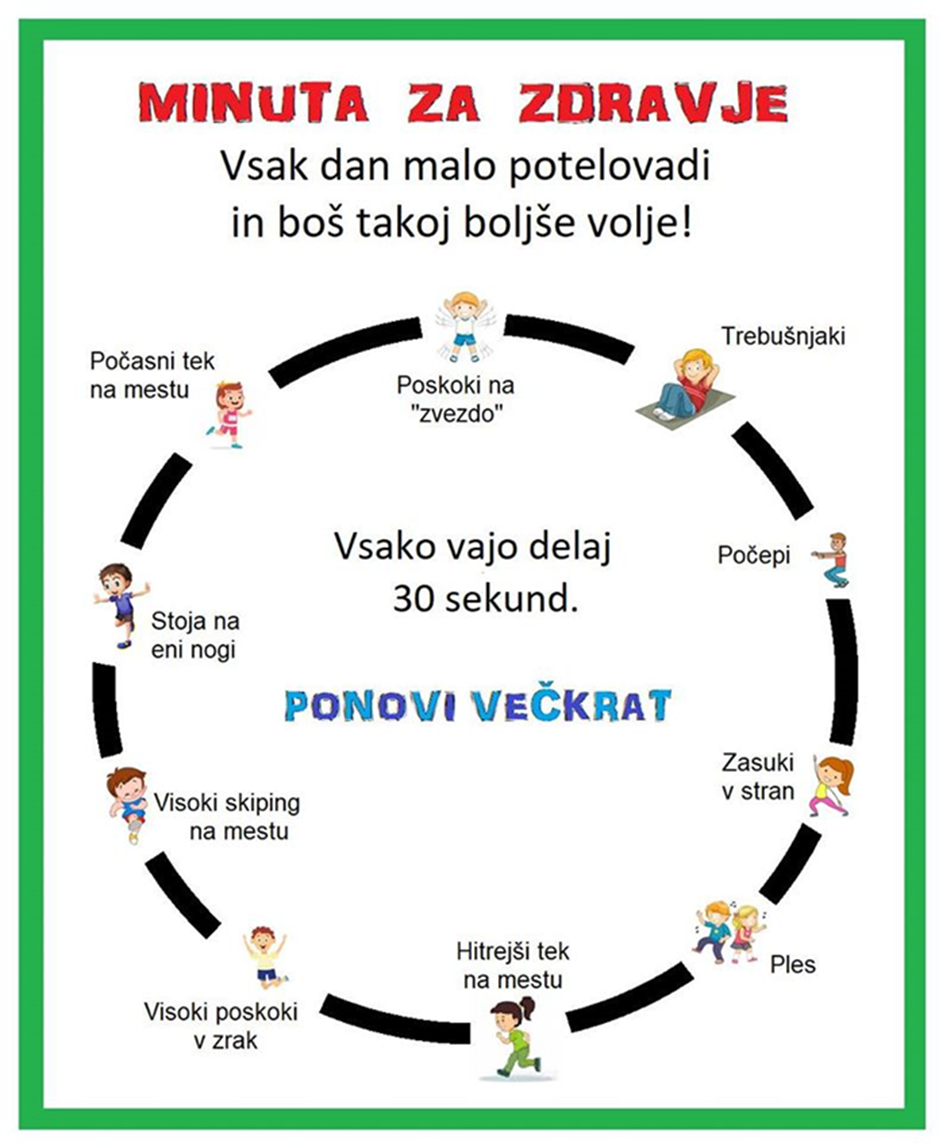 MINUTA ZA ZDRAVJE
Vsak dan malo potelovadi
in boš takoj boljše volje!
Poskoki na
"zvezdo"
Trebušnjaki
Počepi
Zasuki
v stran
Ples
Hitrejši tek
na mestu
Visoki poskoki
v zrak
Visoki skiping
na mestu
Stoja na
eni nogi
Počasni tek
na mestu
Vsako vajo delaj
30 sekund.
PONOVI VEČKRAT